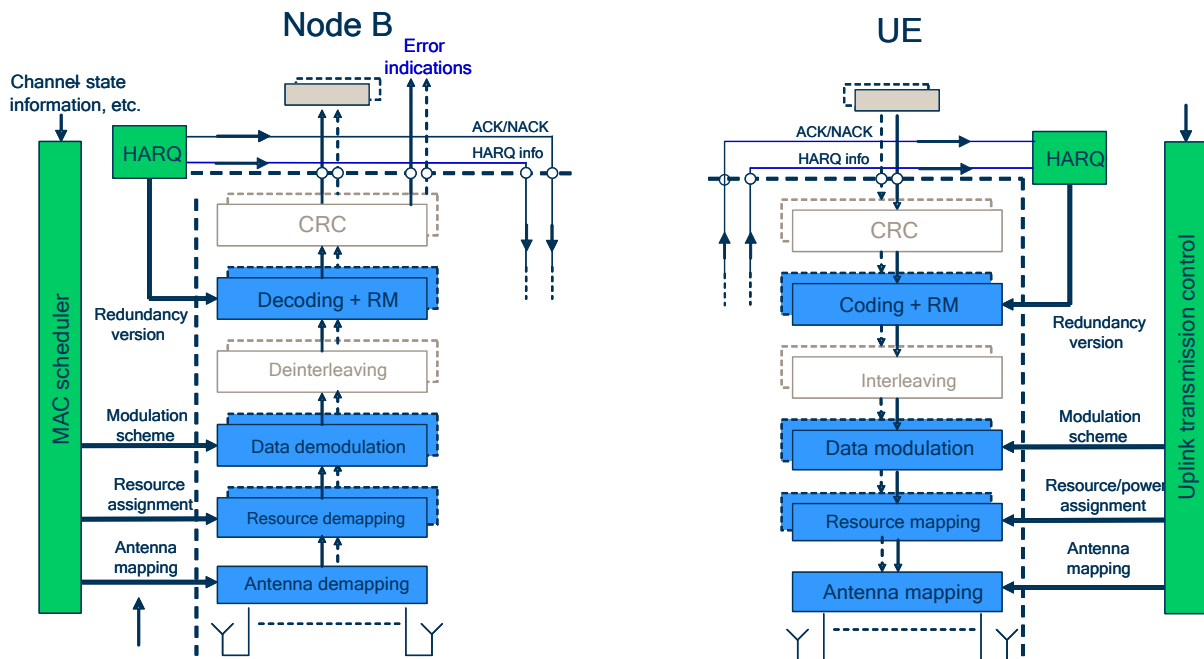 Node B
UE
Error
indications
Channel state
information, etc.
ACK/NACK
HARQ
HARQ info
CRC
Decoding + RM
Redundancy
version
Deinterleaving
MAC scheduler
Modulation
scheme
Data demodulation
Resource
assignment
Resource demapping
Antenna
mapping
Antenna demapping
ACK/NACK
HARQ info
HARQ
CRC
Coding + RM
Redundancy
version
Interleaving
Uplink transmission control
Modulation
scheme
Data modulation
Resource/power
assignment
Resource mapping
Antenna
mapping
Antenna mapping